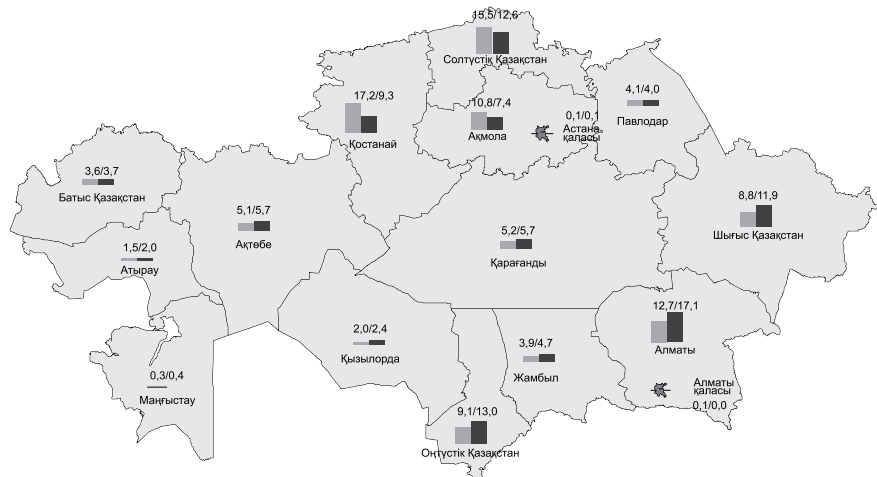 15,5/12,6
Солтүстік Қазақстан
17,2/9,3
Қостанай
10,8/7,4
Ақмола
0,1/0,1
Астана
қаласы
4,1/4,0
Павлодар
3,6/3,7
Батыс Қазақстан
5,1/5,7
Ақтөбе
1,5/2,0
Атырау
5,2/5,7
Қарағанды
8,8/11,9
Шығыс Қазақстан
0,3/0,4
Маңғыстау
2,0/2,4
Қызылорда
3,9/4,7
Жамбыл
12,7/17,1
Алматы
Алматы
қаласы
0,1/0,0
9,1/13,0
Оңтүстік Қазақстан